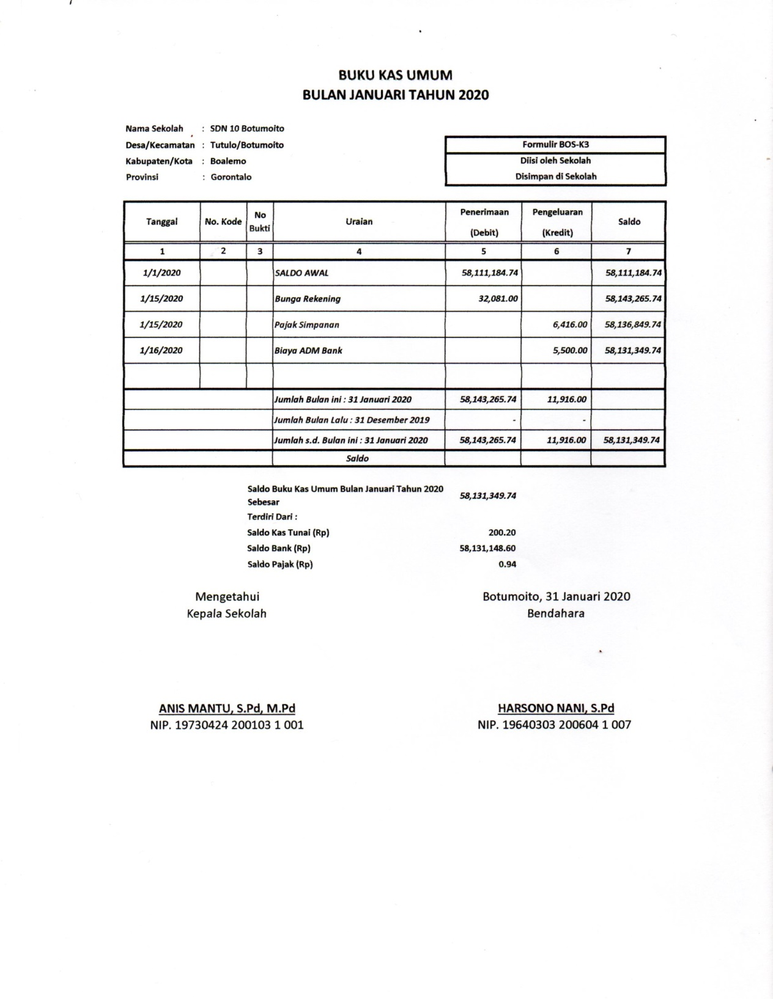 BUKU KAS UMUM
BULAN JANUARI TAHUN 2020
Nama Sekolah : SDN 10 Botumoito
Desa/Kecamatan : Tutulo/Botumoito
Kabupaten/Kota : Boalemo
Provinsi : Gorontalo
Formulir BOS-K3
Diisi oleh Sekolah
Disimpan di Sekolah
Tanggal No. Kode No Bukti Uraian Penerimaan (Debit) Pengeluaran (Kredit) Saldo
1 2 3 4 5 6 7
1/1/2020 SALDO AWAL 58,111,184.74 58,111,184.74
1/15/2020 Bunga Rekening 32,081.00 58,143,265.74
1/15/2020 Pajak Simpanan 6,416.00 58,136,849.74
1/16/2020 Biaya ADM Bank 5,500.00 58,131,349.74
Jumlah Bulan ini : 31 Januari 2020 58,143,265.74 11,916.00
Jumlah Bulan Lalu : 31 Desember 2019 - -
Jumlah s.d. Bulan ini : 31 Januari 2020 58,143,265.74 11,916.00 58,131,349.74
Saldo
Saldo Buku Kas Umum Bulan Januari Tahun 2020
Sebesar 58,131,349.74
Terdiri Dari :
Saldo Kas Tunai (Rp) 200.20
Saldo Bank (Rp) 58,131,148.60
Saldo Pajak (Rp) 0.94
Mengetahui
Kepala Sekolah
Botumoito, 31 Januari 2020
Bendahara
ANIS MANTU, S.Pd, M.Pd
NIP. 19730424 200103 1 001
HARSONO NANI, S.Pd
NIP. 19640303 200604 1 007